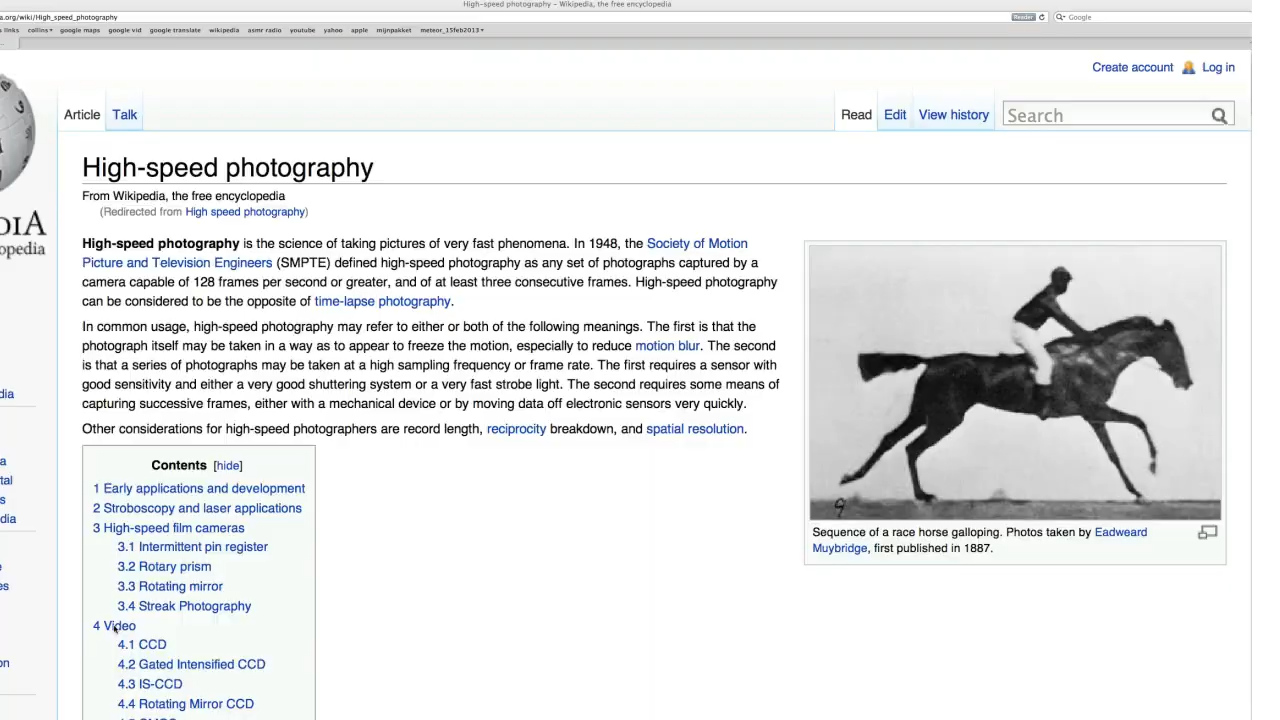 High-speed photography – Wikipedia, the free encyclopedia
a.org/wiki/High_speed_photography
Reader
Google
links collins▾ google maps google vid google translate wikipedia asmr radio youtube yahoo apple mijnpakket meteor_15feb2013▾
Create account Log in
Article Talk Read Edit View history Search
DIA
opedia
High-speed photography
From Wikipedia, the free encyclopedia
(Redirected from High speed photography)
High-speed photography is the science of taking pictures of very fast phenomena. In 1948, the Society of Motion
Picture and Television Engineers (SMPTE) defined high-speed photography as any set of photographs captured by a
camera capable of 128 frames per second or greater, and of at least three consecutive frames. High-speed photography
can be considered to be the opposite of time-lapse photography.
In common usage, high-speed photography may refer to either or both of the following meanings. The first is that the
photograph itself may be taken in a way as to appear to freeze the motion, especially to reduce motion blur. The second
is that a series of photographs may be taken at a high sampling frequency or frame rate. The first requires a sensor with
good sensitivity and either a very good shuttering system or a very fast strobe light. The second requires some means of
capturing successive frames, either with a mechanical device or by moving data off electronic sensors very quickly.
Other considerations for high-speed photographers are record length, reciprocity breakdown, and spatial resolution.
Sequence of a race horse galloping. Photos taken by Eadweard
Muybridge, first published in 1887.
Contents [hide]
1 Early applications and development
2 Stroboscopy and laser applications
3 High-speed film cameras
3.1 Intermittent pin register
3.2 Rotary prism
3.3 Rotating mirror
3.4 Streak Photography
4 Video
4.1 CCD
4.2 Gated Intensified CCD
4.3 IS-CCD
4.4 Rotating Mirror CCD